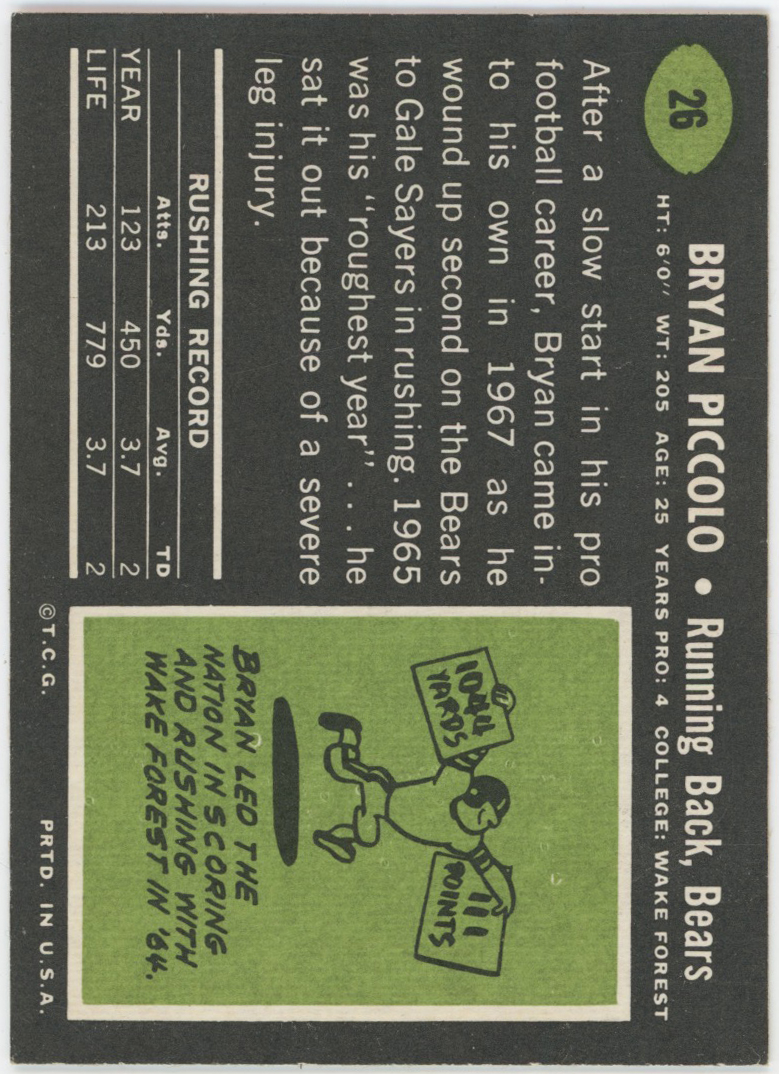 26
BRYAN PICCOLO • Running Back, Bears
HT: 6'0" WT: 205 AGE: 25 YEARS PRO: 4 COLLEGE: WAKE FOREST
After a slow start in his pro
football career, Bryan came in-
to his own in 1967 as he
wound up second on the Bears
to Gale Sayers in rushing. 1965
was his "roughest year" . . . he
sat it out because of a severe
leg injury.
RUSHING RECORD
Atts. Yds. Avg. TD
YEAR 123 450 3.7 2
LIFE 213 779 3.7 2
1044
YARDS
111
POINTS
BRYAN LED THE
NATION IN SCORING
AND RUSHING WITH
WAKE FOREST IN '64.
©T.C.G. PRTD. IN U.S.A.